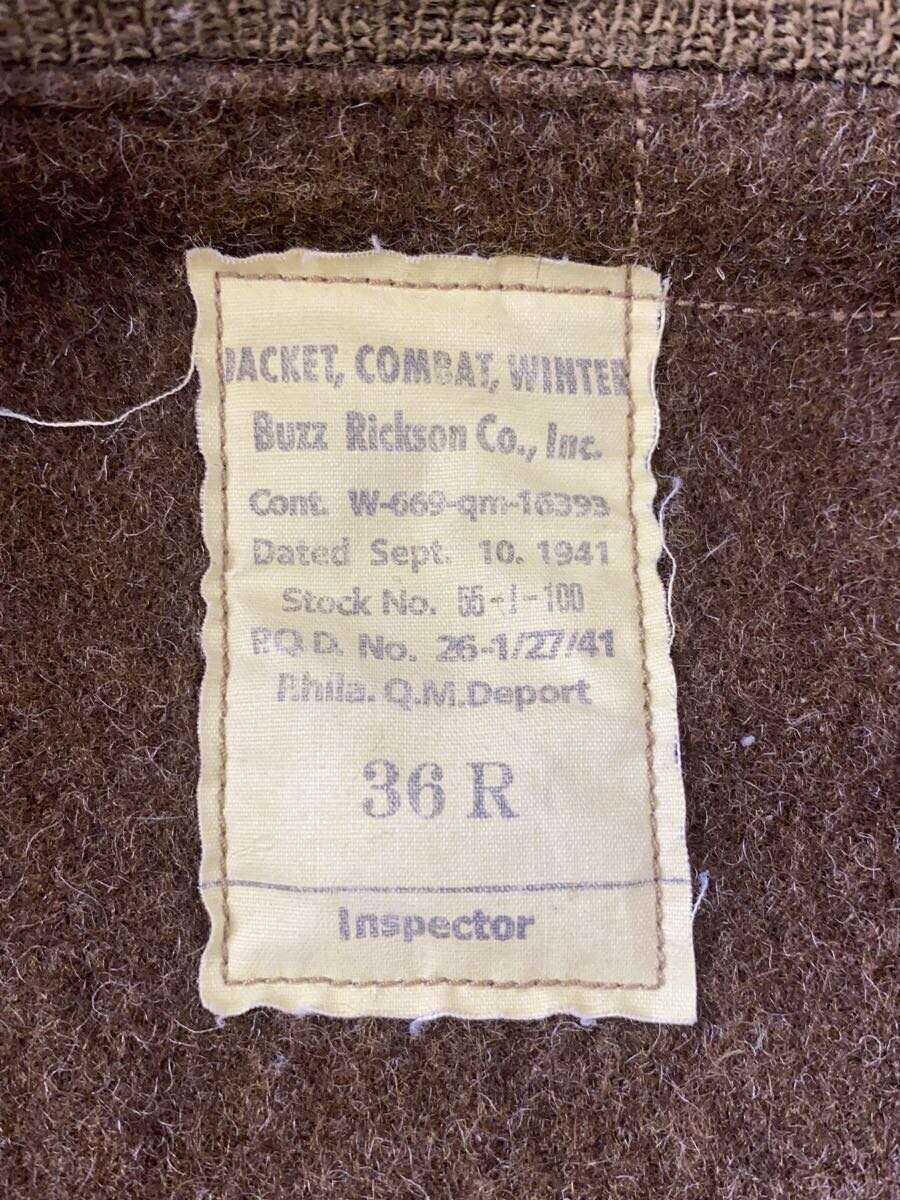 JACKET, COMBAT, WINTER
Buzz Rickson Co., Inc.
Cont. W-669-qm-16393
Dated Sept. 10. 1941
Stock No. 55-J-100
P.Q.D. No. 26-1/27/41
Phila. Q.M.Deport
36 R
Inspector